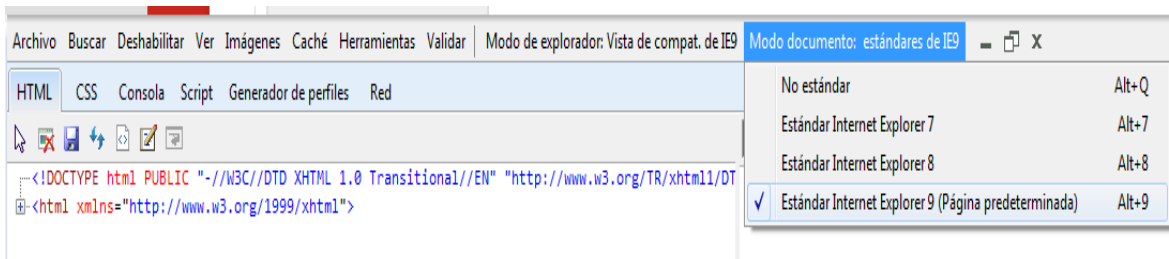 Archivo Buscar Deshabilitar Ver Imágenes Caché Herramientas Validar Modo de explorador: Vista de compat. de IE9 Modo documento: estándares de IE9
HTML CSS Consola Script Generador de perfiles Red
<!DOCTYPE html PUBLIC "-//W3C//DTD XHTML 1.0 Transitional//EN" "http://www.w3.org/TR/xhtml1/DT
<html xmlns="http://www.w3.org/1999/xhtml">
No estándar Alt+Q
Estándar Internet Explorer 7 Alt+7
Estándar Internet Explorer 8 Alt+8
Estándar Internet Explorer 9 (Página predeterminada) Alt+9